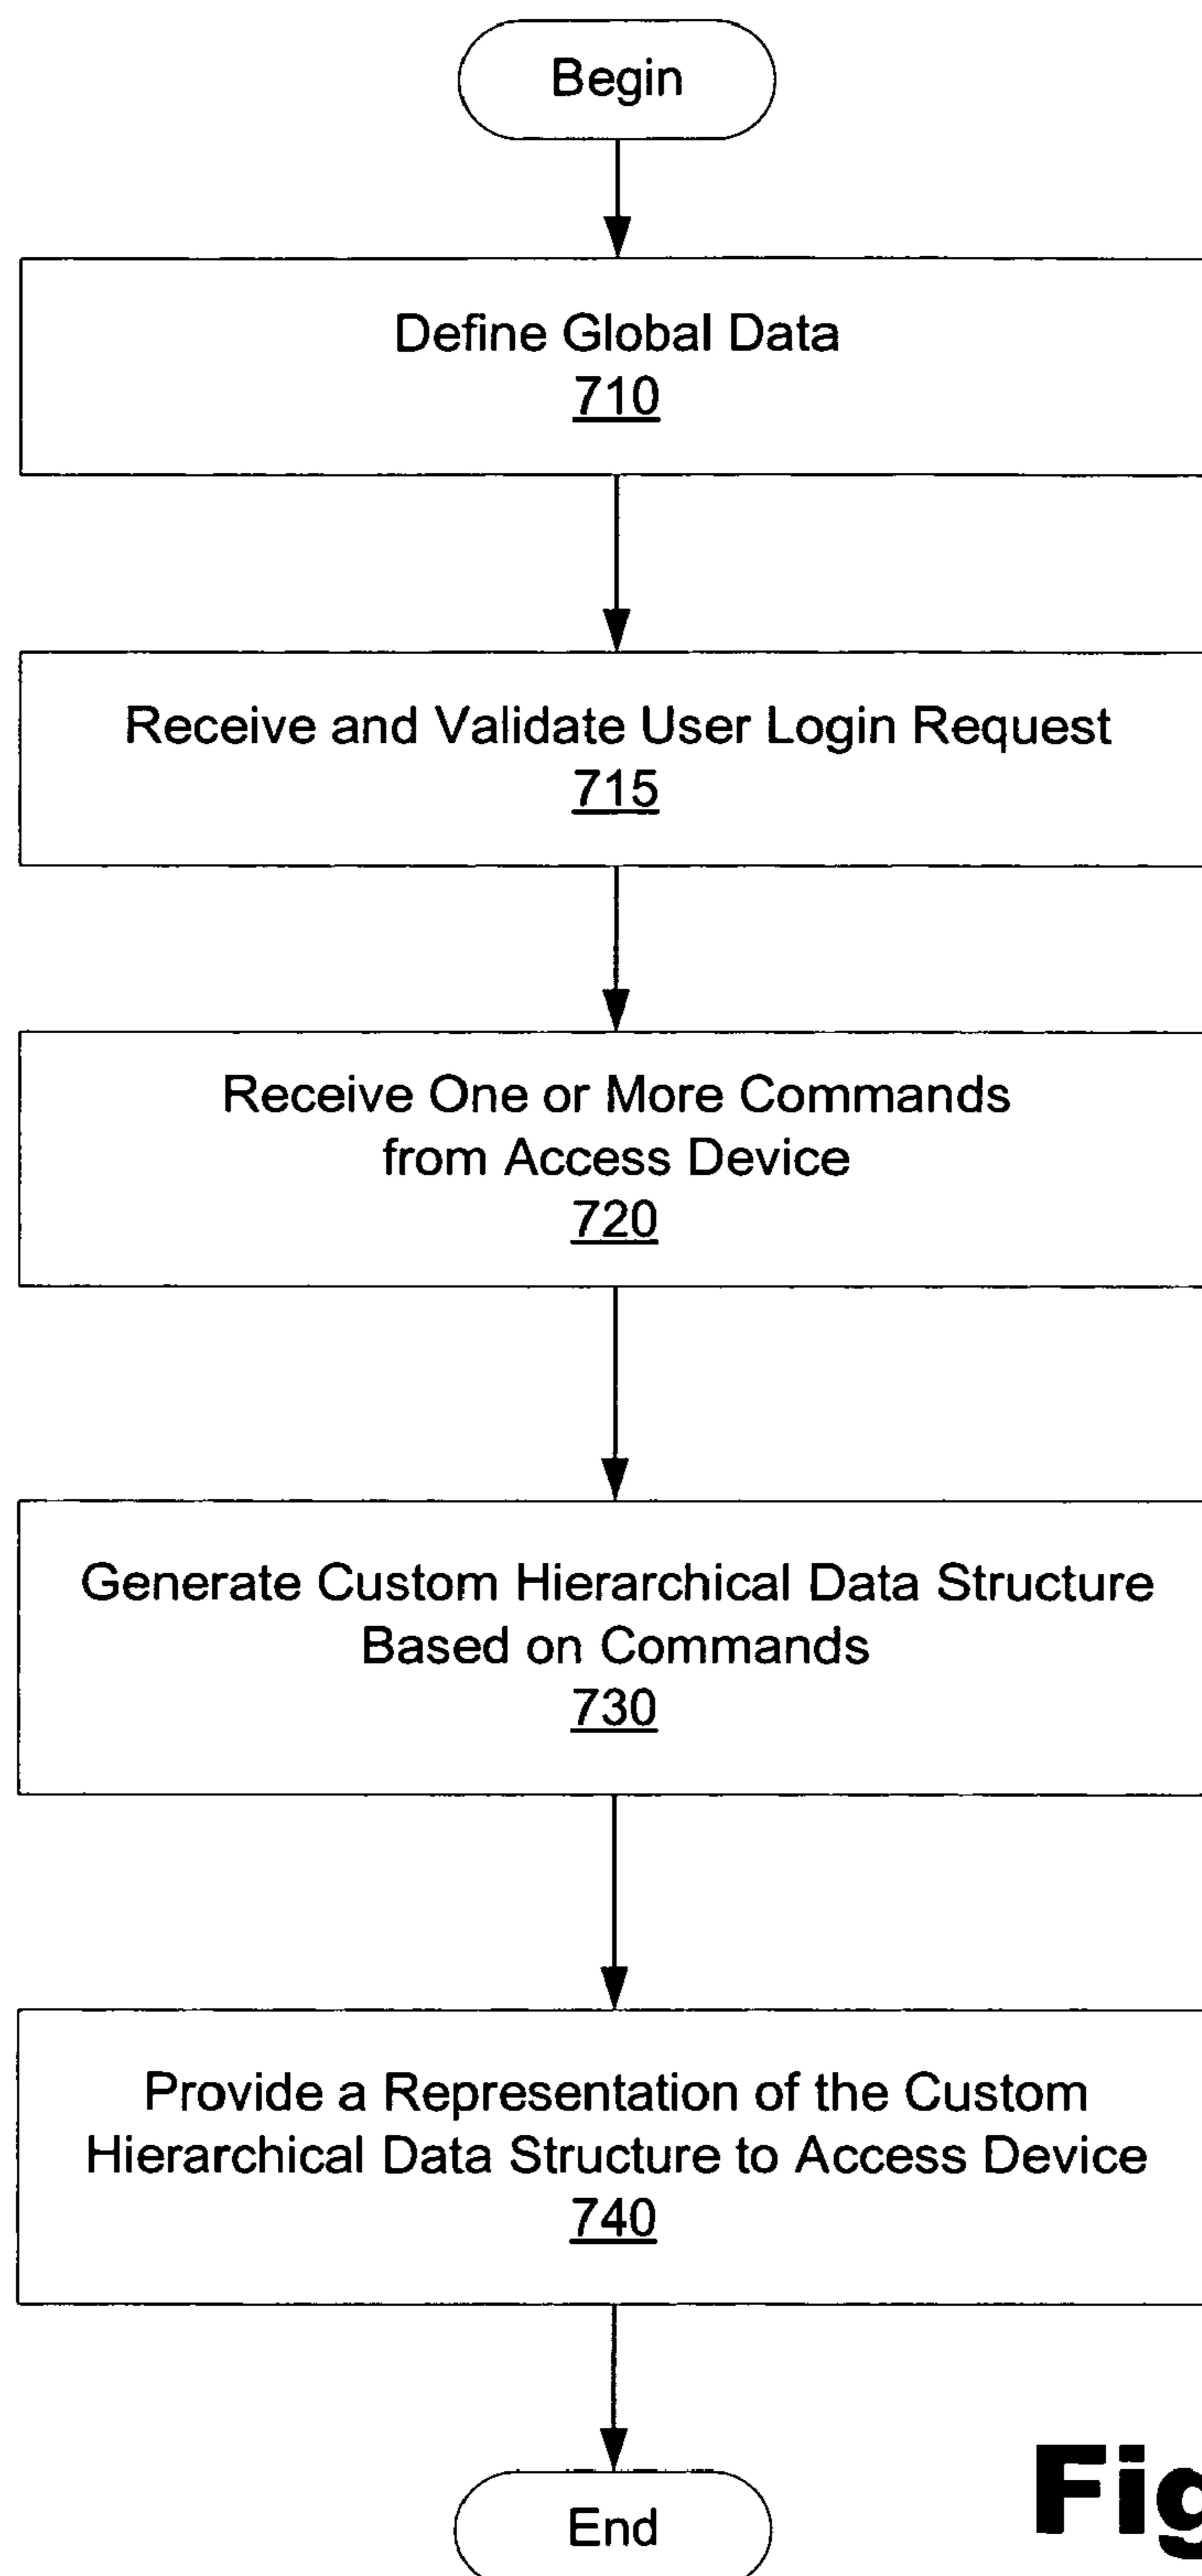 Begin
Define Global Data
710
Receive and Validate User Login Request
715
Receive One or More Commands
from Access Device
720
Generate Custom Hierarchical Data Structure
Based on Commands
730
Provide a Representation of the Custom
Hierarchical Data Structure to Access Device
740
End
Fig